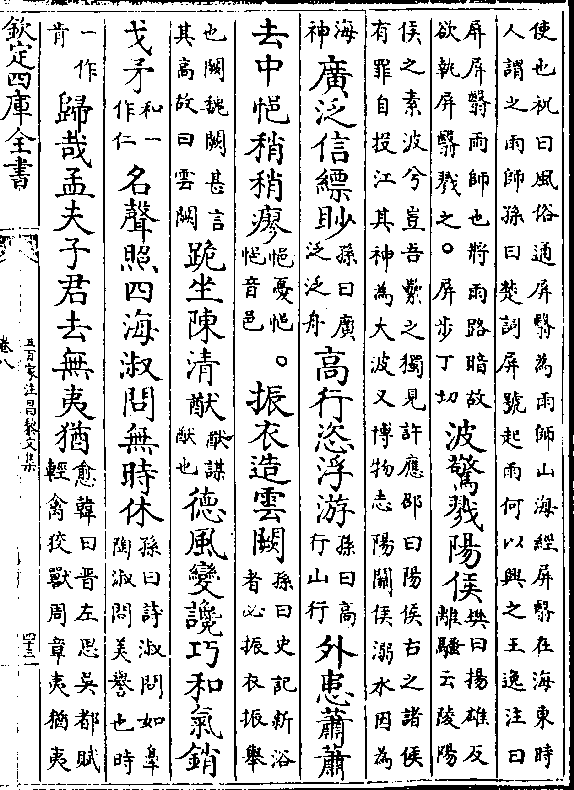 使也祝曰風俗通屏翳為雨師山海經屏翳在海東時
人謂之雨師孫曰楚詞屏號起雨何以興之王逸注曰
屏屏翳雨師也將雨路暗故
欲執屏翳戮之○屏步丁切
波驚戮陽侯
樊曰揚雄反
離騷云陵陽
侯之素波兮豈吾纍之獨見許應邵曰陽侯古之諸侯
有罪自投江其神為大波又博物志陽關侯溺水因為
海
神
廣泛信縹眇
孫曰廣
泛泛舟
高行恣浮游
孫曰高
行山行
外患蕭蕭
去中悒稍稍瘳
悒憂悒
悒音邑
○振衣造雲闕
孫曰史記新浴
者必振衣振舉
也闕魏闕甚言
其高故曰雲闕
跪坐陳清猷
猷謀
猷也
德風變讒巧和氣銷
戈矛
和一
作仁
名聲照四海淑問無時休
孫曰詩淑問如臯
陶淑問美譽也時
一作
肯
歸哉孟夫子君去無夷猶
愈韓曰晋左思吳都賦
輕禽狡獸周章夷猶夷
欽定四庫全書
五百家注昌黎文集
卷八